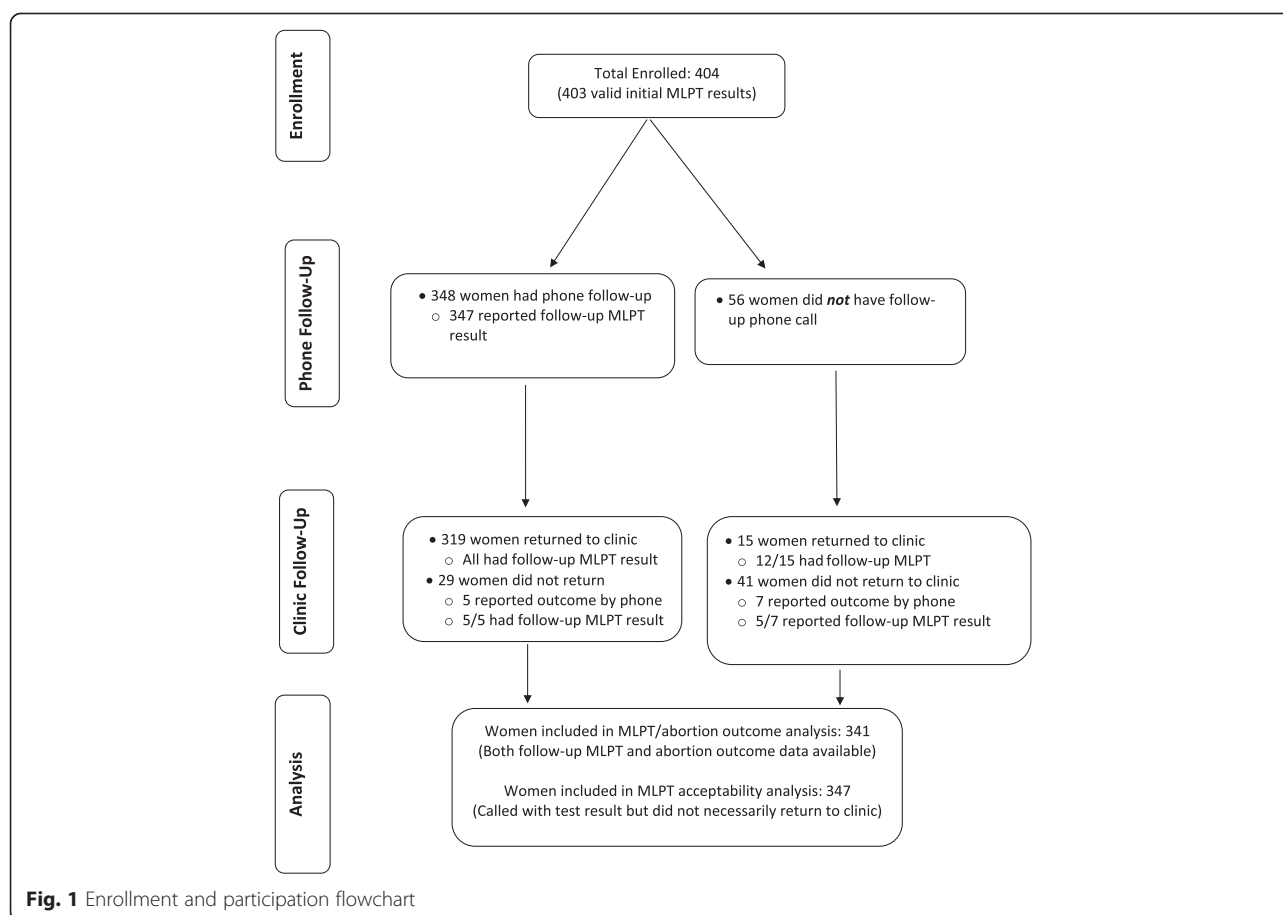 Enrollment
Total Enrolled: 404
(403 valid initial MLPT results)
Phone Follow-Up
• 348 women had phone follow-up
○ 347 reported follow-up MLPT
result
• 56 women did not have follow-
up phone call
Clinic Follow-Up
• 319 women returned to clinic
○ All had follow-up MLPT result
• 29 women did not return
○ 5 reported outcome by phone
○ 5/5 had follow-up MLPT result
• 15 women returned to clinic
○ 12/15 had follow-up MLPT
• 41 women did not return to clinic
○ 7 reported outcome by phone
○ 5/7 reported follow-up MLPT result
Analysis
Women included in MLPT/abortion outcome analysis: 341
(Both follow-up MLPT and abortion outcome data available)
Women included in MLPT acceptability analysis: 347
(Called with test result but did not necessarily return to clinic)
Fig. 1 Enrollment and participation flowchart